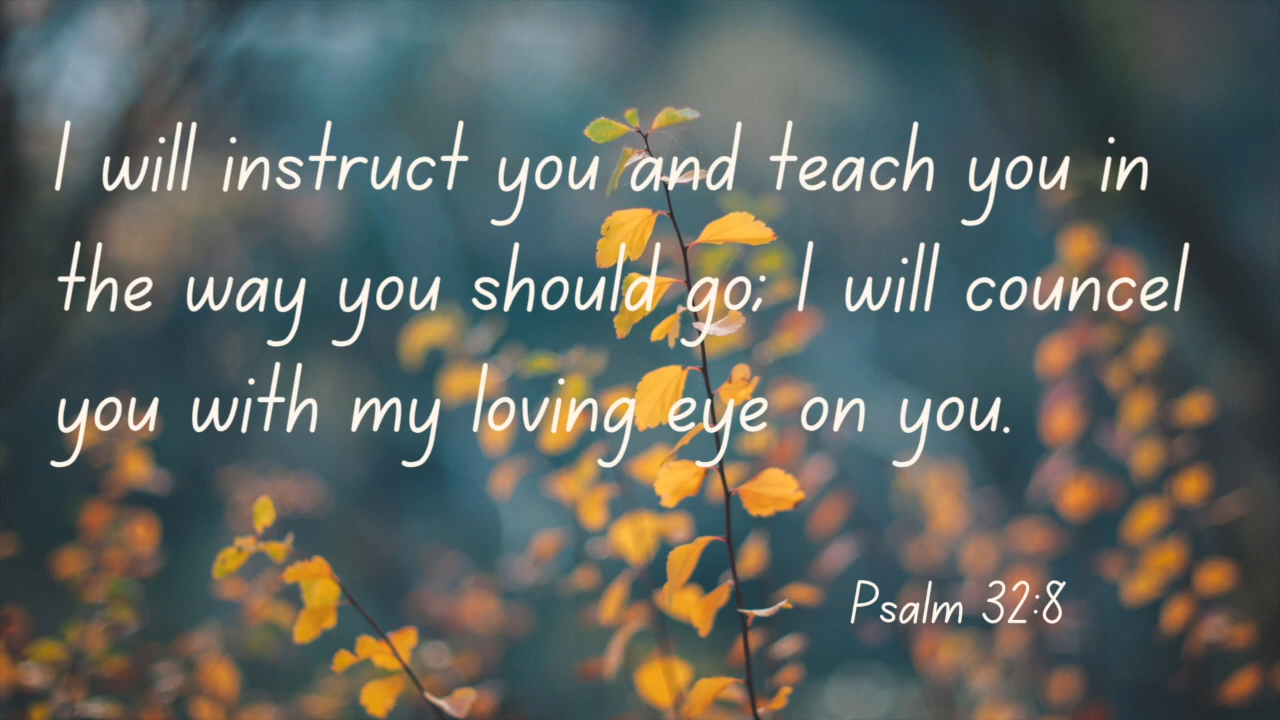 I will instruct you and teach you in
the way you should go; I will councel
you with my loving eye on you.
Psalm 32:8